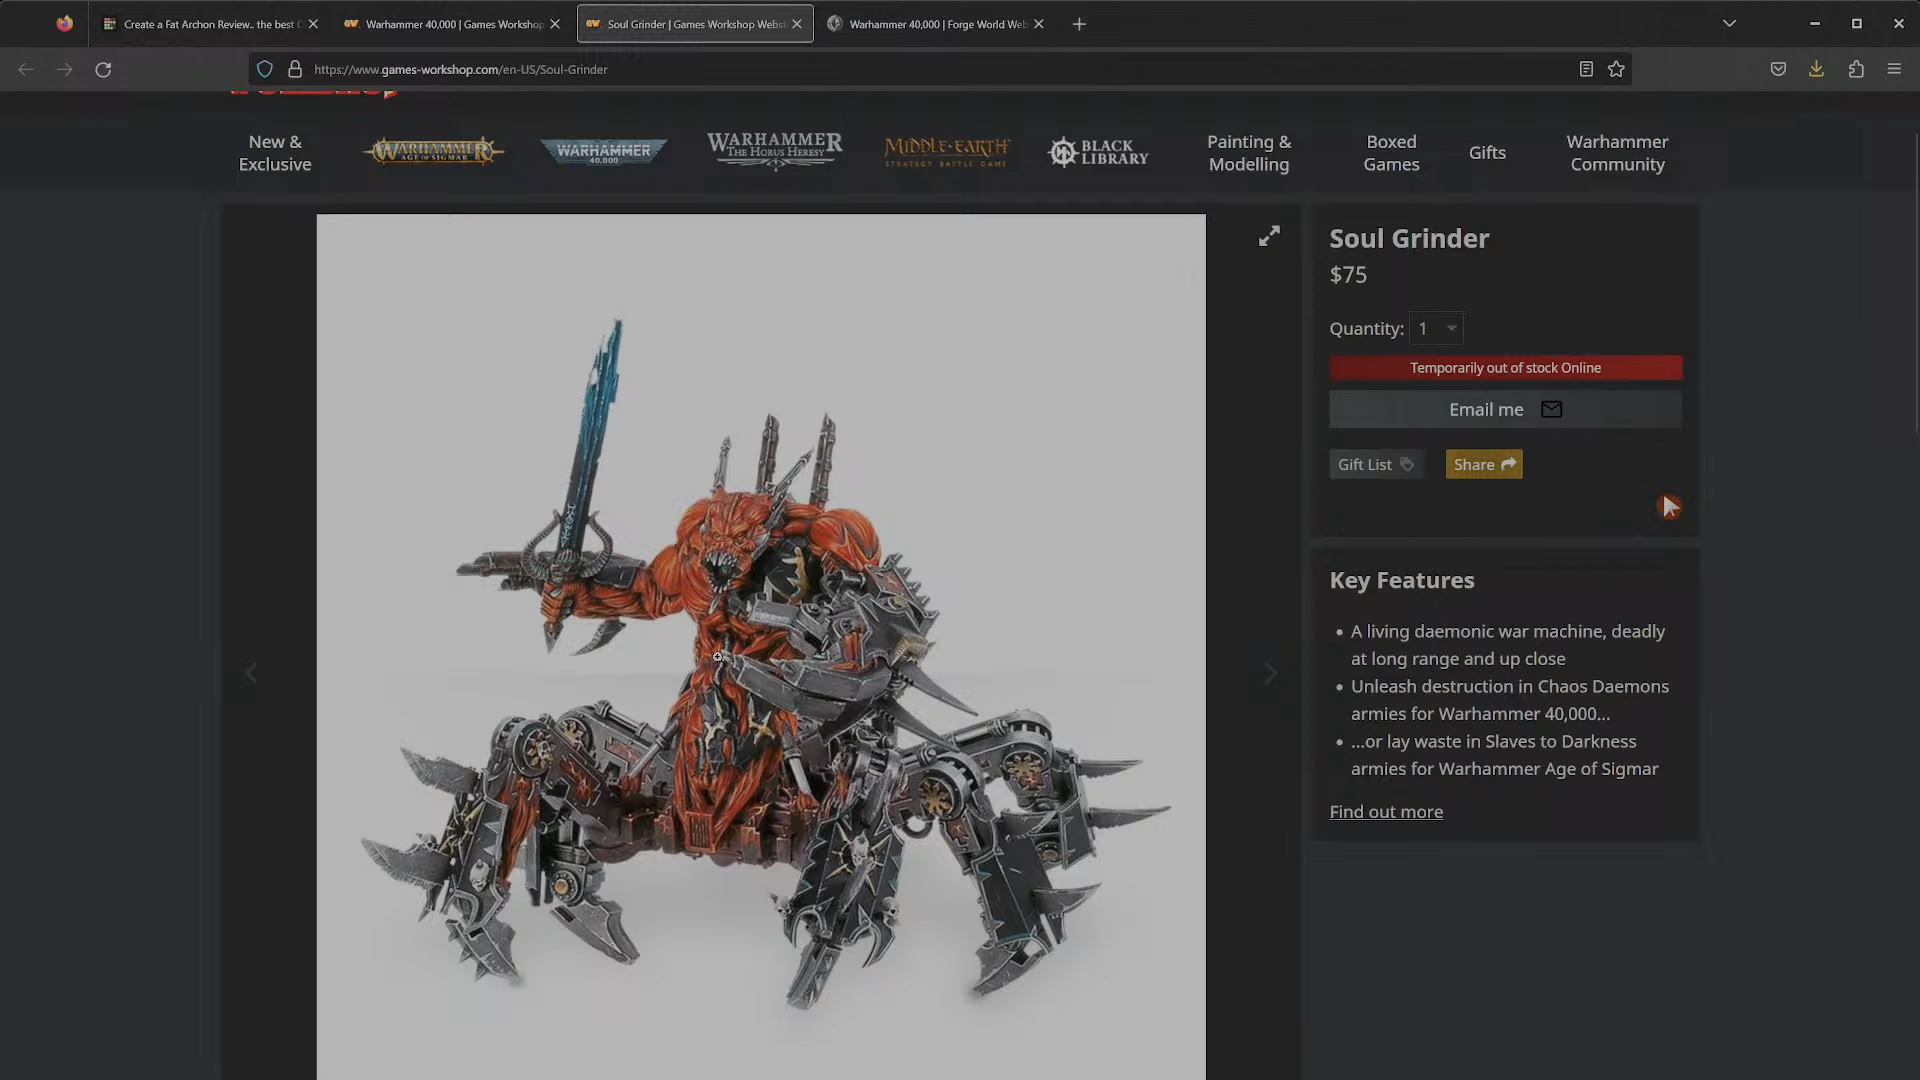 Create a Fat Archon Review.. the best
Warhammer 40,000 | Games Workshop
Soul Grinder | Games Workshop Webs
Warhammer 40,000 | Forge World Web
https://www.games-workshop.com/en-US/Soul-Grinder
New &
Exclusive
WARHAMMER
AGE OF SIGMAR
WARHAMMER
40,000
WARHAMMER
THE HORUS HERESY
MIDDLE-EARTH
STRATEGY BATTLE GAME
BLACK
LIBRARY
Painting &
Modelling
Boxed
Games
Gifts
Warhammer
Community
Soul Grinder
$75
Quantity: 1
Temporarily out of stock Online
Email me
Gift List
Share
Key Features
• A living daemonic war machine, deadly
at long range and up close
• Unleash destruction in Chaos Daemons
armies for Warhammer 40,000...
• ...or lay waste in Slaves to Darkness
armies for Warhammer Age of Sigmar
Find out more